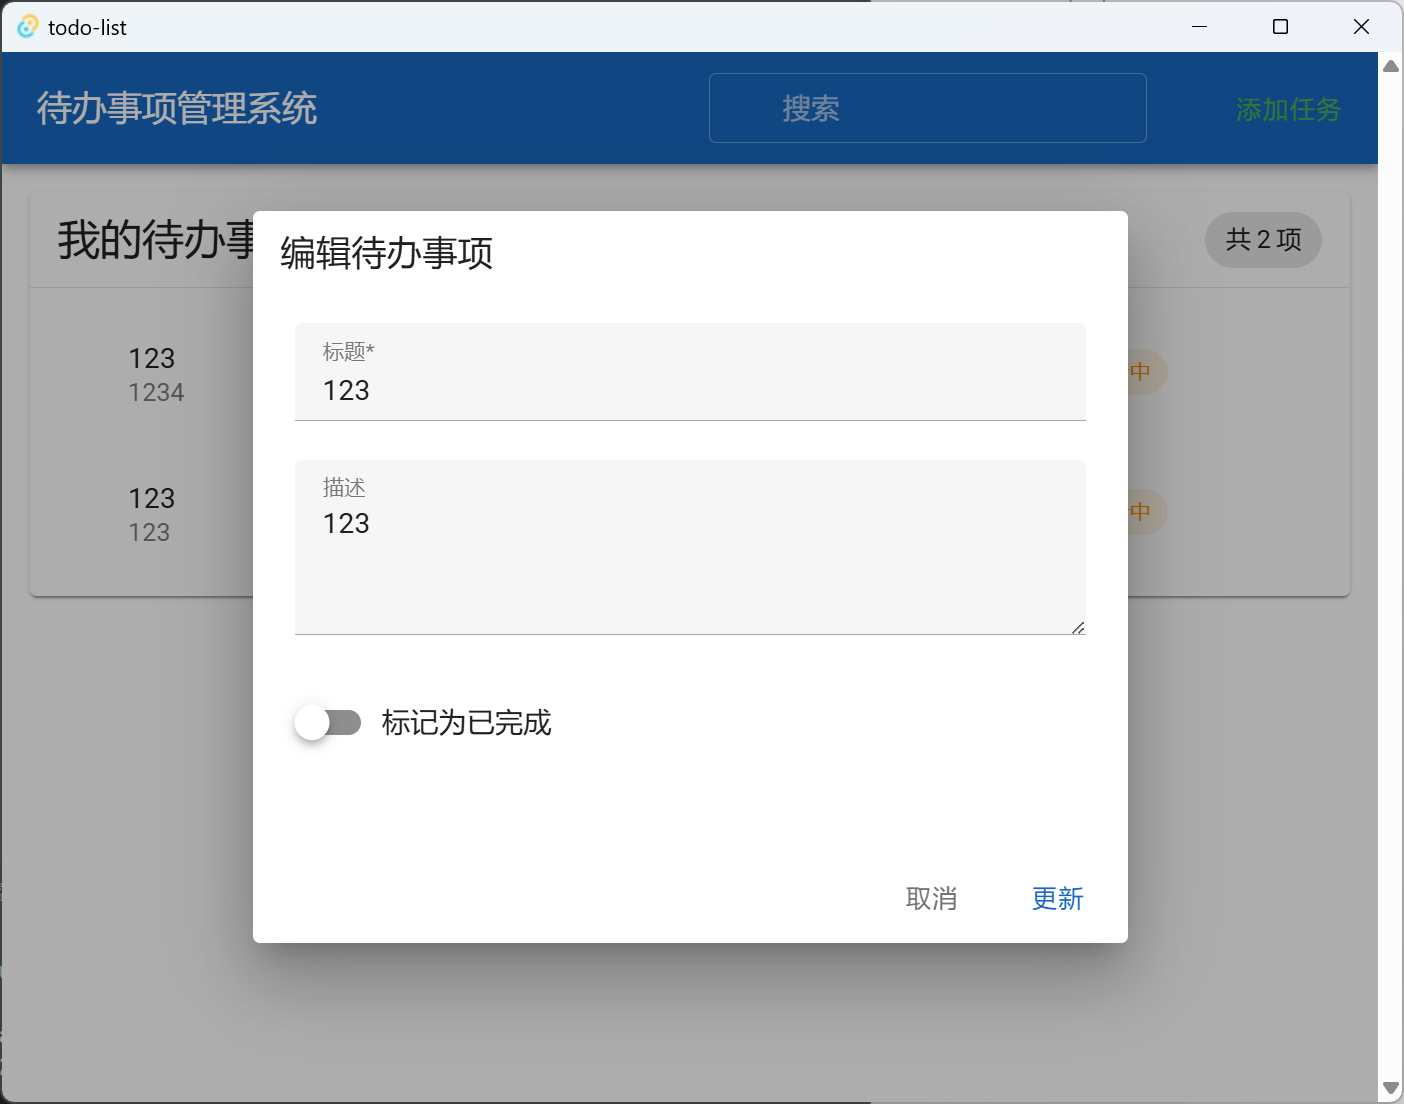 todo-list
待办事项管理系统
搜索
添加任务
我的待办事
共 2 项
编辑待办事项
标题*
123
描述
123
标记为已完成
取消
更新
123
1234
中
123
123
中